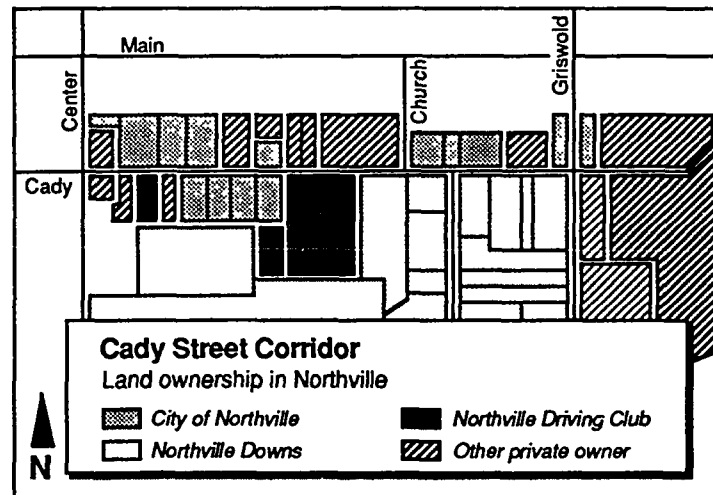 Main
Center
Church
Griswold
Cady
Cady Street Corridor
Land ownership in Northville
City of Northville
Northville Driving Club
Northville Downs
Other private owner
N